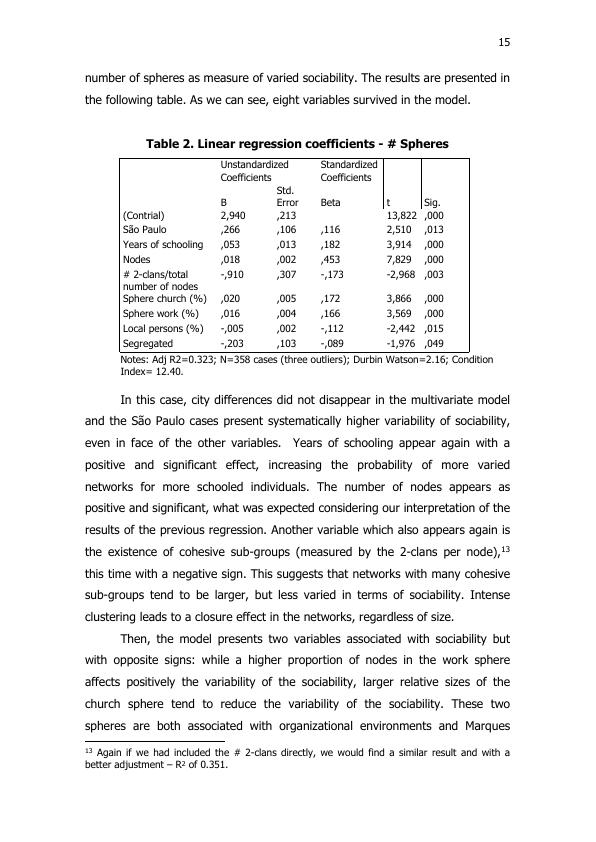 15
number of spheres as measure of varied sociability. The results are presented in
the following table. As we can see, eight variables survived in the model.
Table 2. Linear regression coefficients - # Spheres
Unstandardized Coefficients Standardized Coefficients
B Std. Error Beta t Sig.
(Contrial) 2,940 ,213 13,822 ,000
São Paulo ,266 ,106 ,116 2,510 ,013
Years of schooling ,053 ,013 ,182 3,914 ,000
Nodes ,018 ,002 ,453 7,829 ,000
# 2-clans/total number of nodes -,910 ,307 -,173 -2,968 ,003
Sphere church (%) ,020 ,005 ,172 3,866 ,000
Sphere work (%) ,016 ,004 ,166 3,569 ,000
Local persons (%) -,005 ,002 -,112 -2,442 ,015
Segregated -,203 ,103 -,089 -1,976 ,049
Notes: Adj R2=0.323; N=358 cases (three outliers); Durbin Watson=2.16; Condition
Index= 12.40.
In this case, city differences did not disappear in the multivariate model
and the São Paulo cases present systematically higher variability of sociability,
even in face of the other variables. Years of schooling appear again with a
positive and significant effect, increasing the probability of more varied
networks for more schooled individuals. The number of nodes appears as
positive and significant, what was expected considering our interpretation of the
results of the previous regression. Another variable which also appears again is
the existence of cohesive sub-groups (measured by the 2-clans per node),13
this time with a negative sign. This suggests that networks with many cohesive
sub-groups tend to be larger, but less varied in terms of sociability. Intense
clustering leads to a closure effect in the networks, regardless of size.
Then, the model presents two variables associated with sociability but
with opposite signs: while a higher proportion of nodes in the work sphere
affects positively the variability of the sociability, larger relative sizes of the
church sphere tend to reduce the variability of the sociability. These two
spheres are both associated with organizational environments and Marques
13 Again if we had included the # 2-clans directly, we would find a similar result and with a
better adjustment – R2 of 0.351.